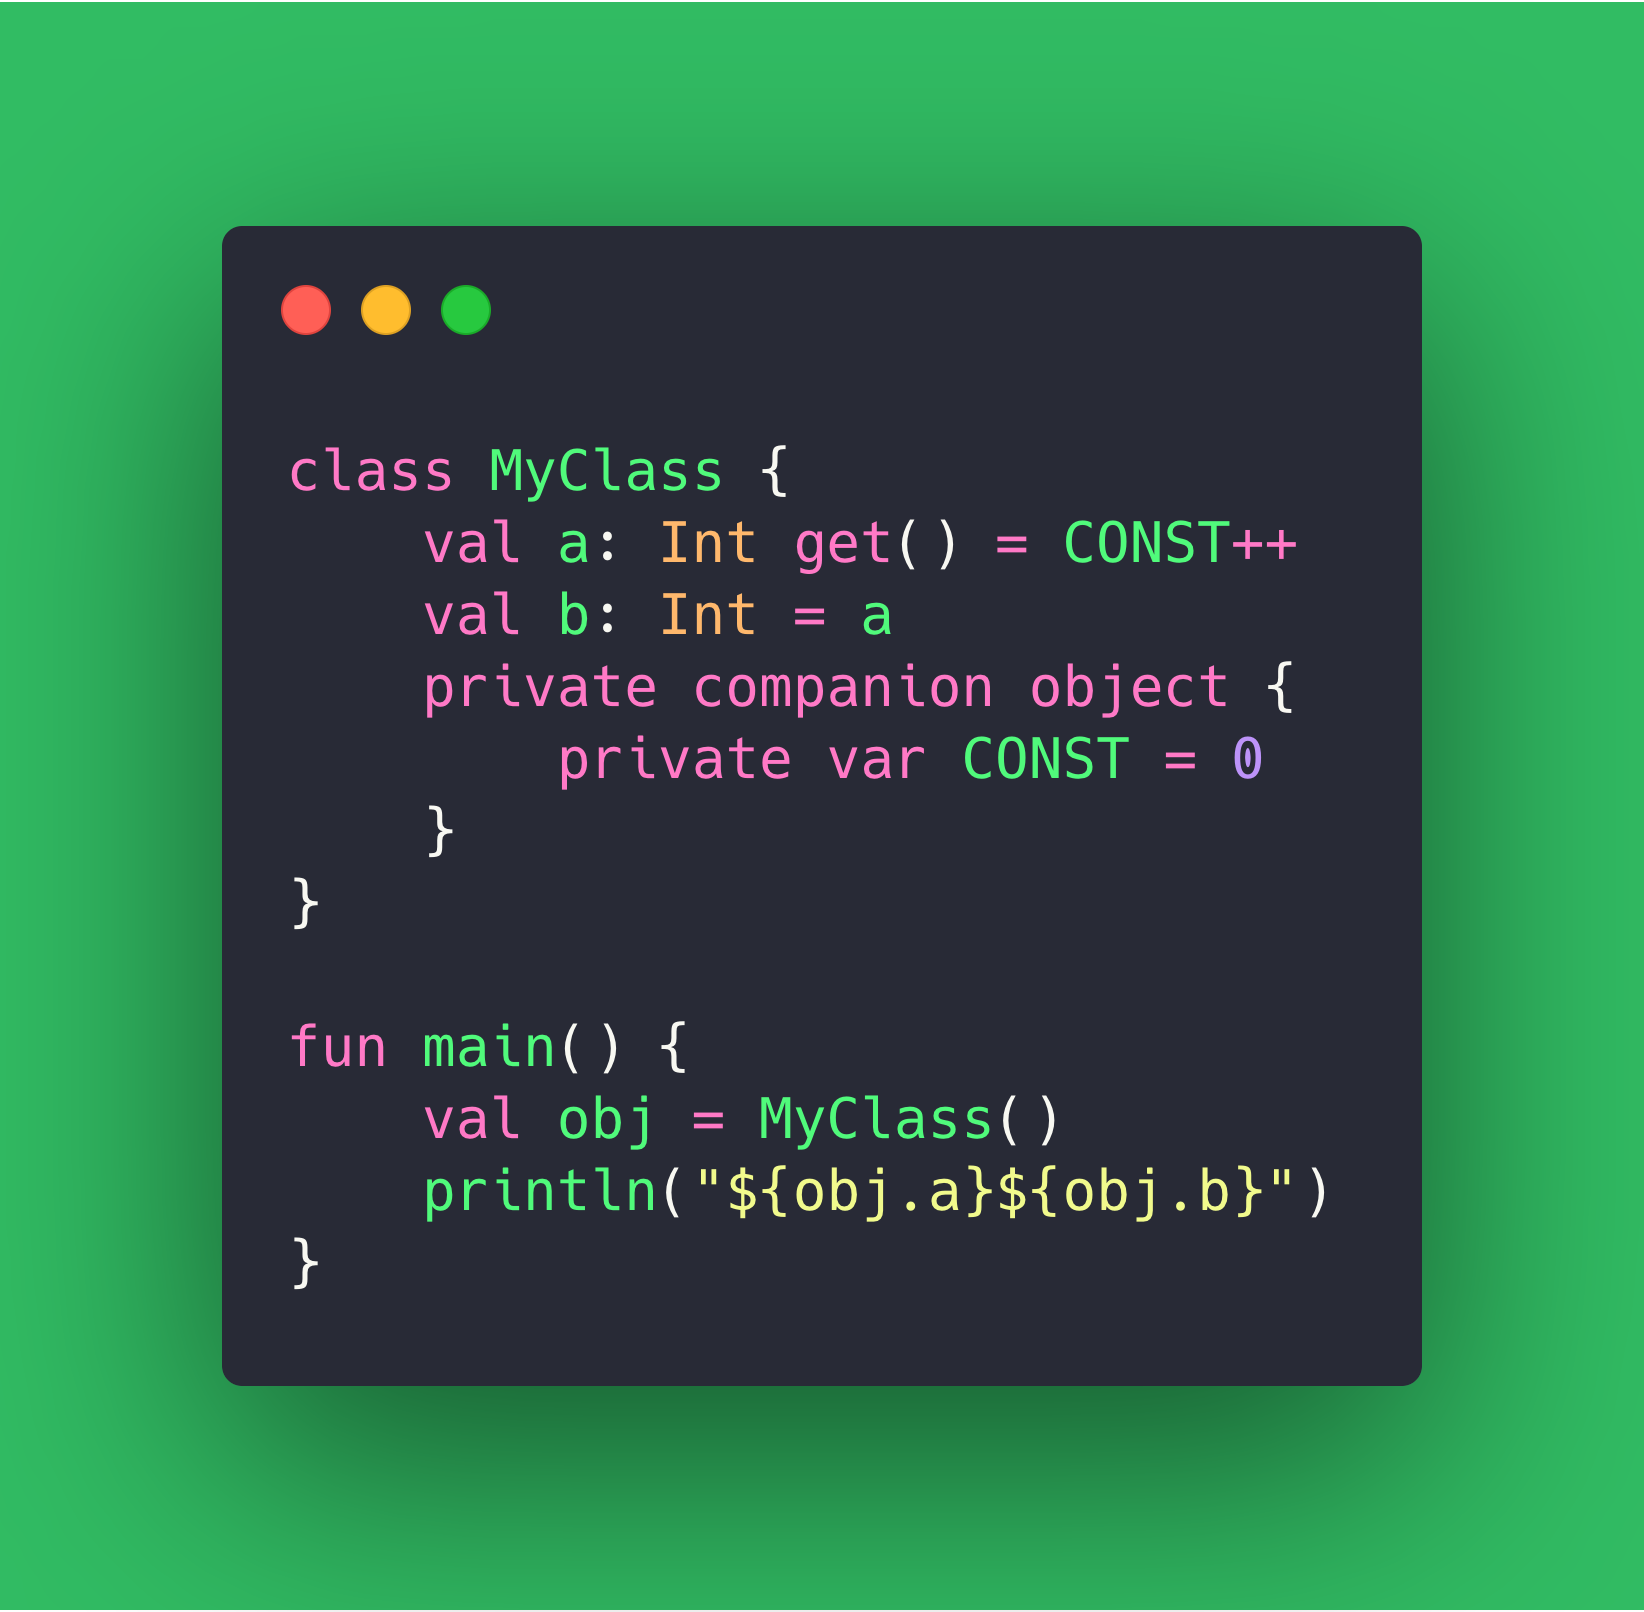 class MyClass {
    val a: Int get() = CONST++
    val b: Int = a
    private companion object {
        private var CONST = 0
    }
}

fun main() {
    val obj = MyClass()
    println("${obj.a}${obj.b}")
}